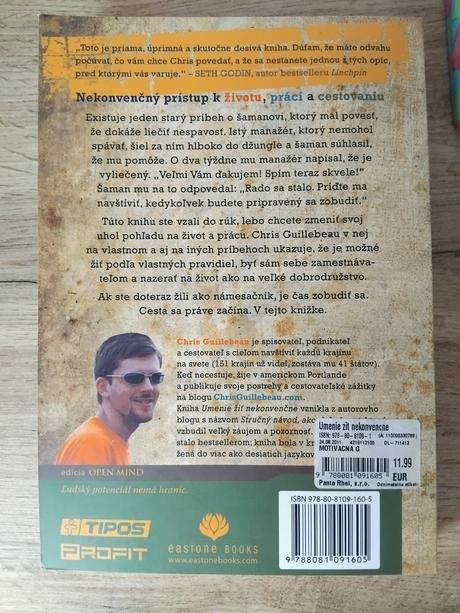 „Toto je priama, úprimná a skutočne desivá kniha. Dúfam, že máte odvahu
počúvať, čo vám chce Chris povedať, a že sa nestanete jednou z tých opíc,
pred ktorými vás varuje.“ – SETH GODIN, autor bestselleru Linchpin
Nekonvenčný prístup k životu, práci a cestovaniu
Existuje jeden starý príbeh o šamanovi, ktorý mal povesť,
že dokáže liečiť nespavosť. Istý manažér, ktorý nemohol
spávať, šiel za ním hlboko do džungle a šaman súhlasil,
že mu pomôže. O dva týždne mu manažér napísal, že je
vyliečený. „Veľmi Vám ďakujem! Spím teraz skvele!“
Šaman mu na to odpovedal: „Rado sa stalo. Príďte ma
navštíviť, kedykoľvek budete pripravený sa zobudiť.“
Túto knihu ste vzali do rúk, lebo chcete zmeniť svoj
uhol pohľadu na život a prácu. Chris Guillebeau v nej
na vlastnom a aj na iných príbehoch ukazuje, že je možné
žiť podľa vlastných pravidiel, byť sám sebe zamestnáva-
teľom a nazerať na život ako na veľké dobrodružstvo.
Ak ste doteraz žili ako námesačník, je čas zobudiť sa.
Cesta sa práve začína. V tejto knižke.
Chris Guillebeau je spisovateľ, podnikateľ
a cestovateľ s cieľom navštíviť každú krajinu
na svete (151 krajín už videl, zostáva mu 41 štátov).
Keď necestuje, žije v americkom Portlande
a publikuje svoje postrehy a cestovateľské zážitky
na blogu ChrisGuillebeau.com.
Kniha Umenie žiť nekonvenčne vznikla z autorovho
blogu s názvom Stručný návod, ako
vzbudil veľký záujem a pozornosť.
stalo bestsellerom; kniha bola v
žená do viac ako desiatich jazykov
Umenie žiť nekonvencne
ISBN: 978-80-8109-1
24.08.2011
MOTIVACNA G
11.99
EUR
9 788081 091605
Panta Rhei, s.r.o.
edícia OPEN MIND
Ľudský potenciál nemá hraníc.
TIPOS
PROFIT
EASTONE BOOKS
www.eastonebooks.com
ISBN 978-80-8109-160-5
9 788081 091605